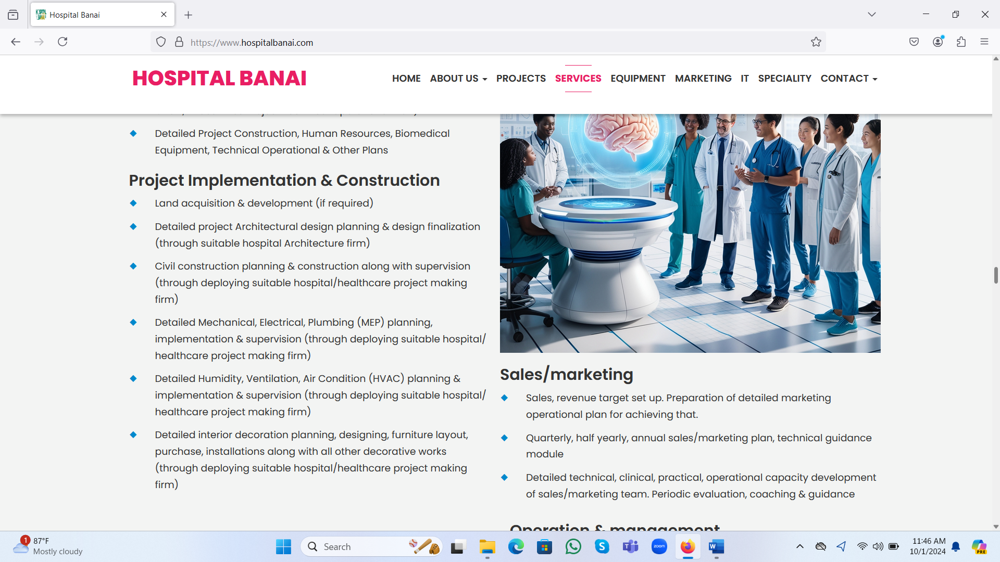 Hospital Banai
https://www.hospitalbanai.com
HOSPITAL BANAI
HOME ABOUT US PROJECTS SERVICES EQUIPMENT MARKETING IT SPECIALITY CONTACT
Detailed Project Construction, Human Resources, Biomedical
Equipment, Technical Operational & Other Plans
Project Implementation & Construction
Land acquisition & development (if required)
Detailed project Architectural design planning & design finalization
(through suitable hospital Architecture firm)
Civil construction planning & construction along with supervision
(through deploying suitable hospital/healthcare project making
firm)
Detailed Mechanical, Electrical, Plumbing (MEP) planning,
implementation & supervision (through deploying suitable hospital/
healthcare project making firm)
Detailed Humidity, Ventilation, Air Condition (HVAC) planning &
implementation & supervision (through deploying suitable hospital/
healthcare project making firm)
Detailed interior decoration planning, designing, furniture layout,
purchase, installations along with all other decorative works
(through deploying suitable hospital/healthcare project making
firm)
Sales/marketing
Sales, revenue target set up. Preparation of detailed marketing
operational plan for achieving that.
Quarterly, half yearly, annual sales/marketing plan, technical guidance
module
Detailed technical, clinical, practical, operational capacity development
of sales/marketing team. Periodic evaluation, coaching & guidance
Operation & management
1
87°F
Mostly cloudy
Search
zoom
11:46 AM
10/1/2024
PRE